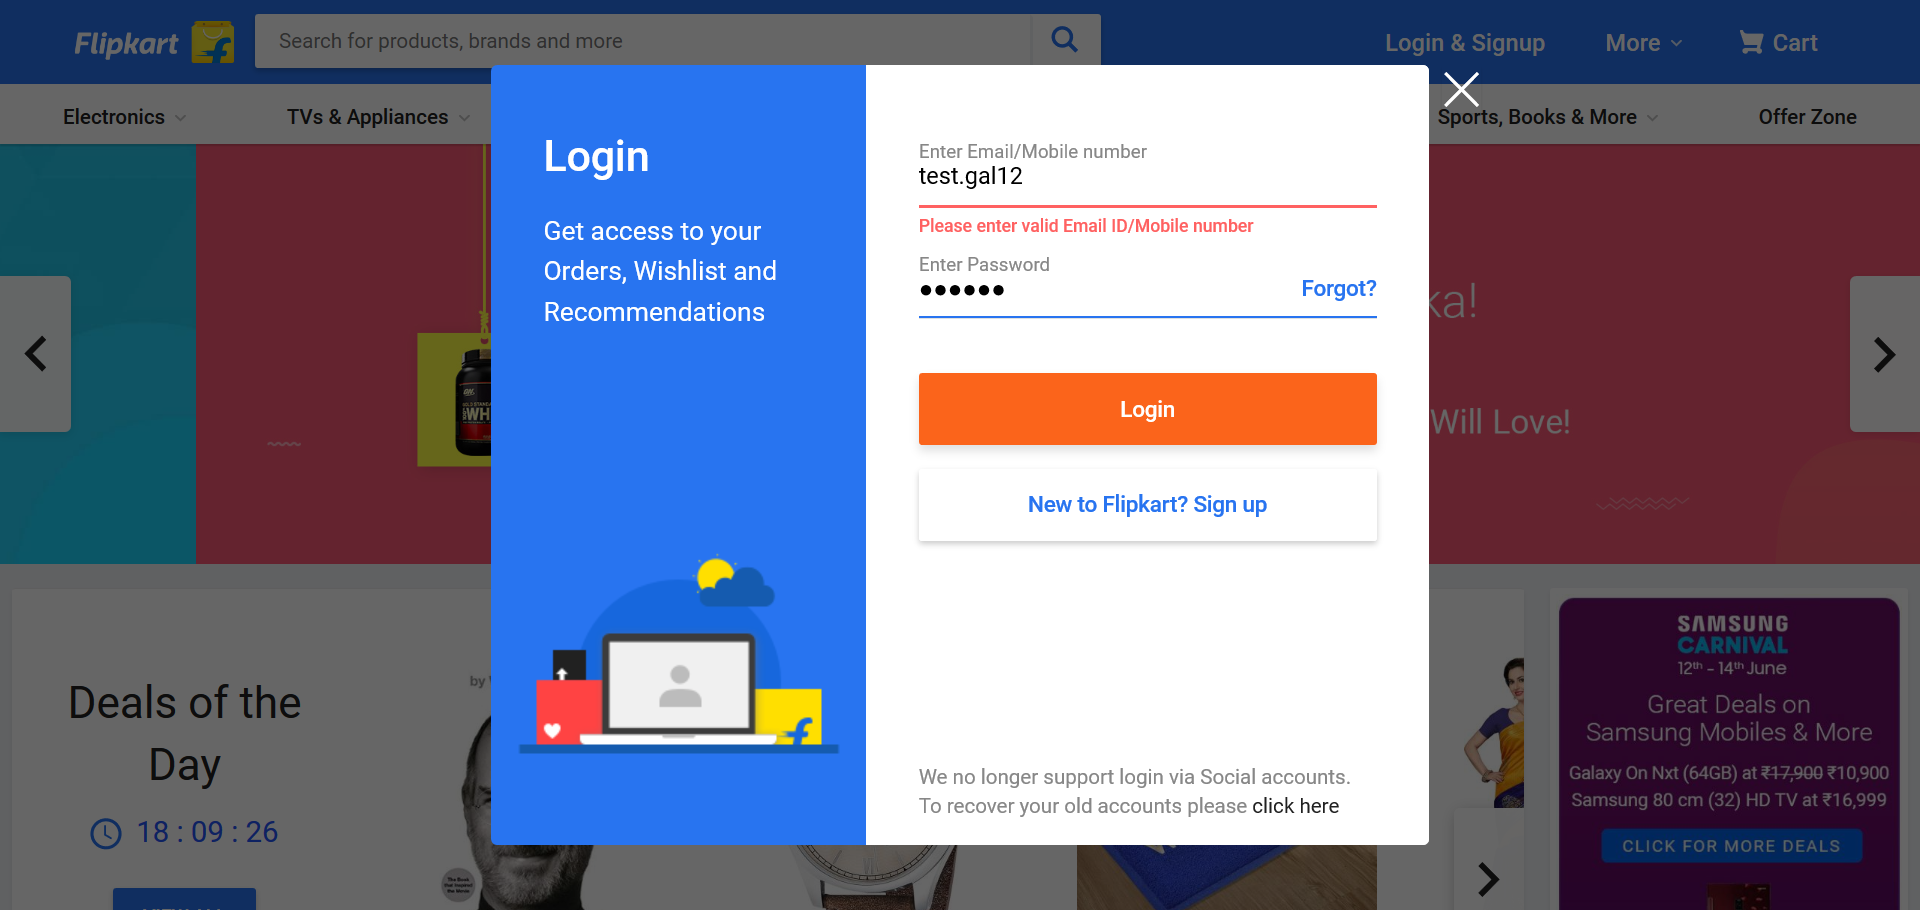 Flipkart
Search for products, brands and more
Login & Signup
More
Cart
Electronics
TVs & Appliances
Sports, Books & More
Offer Zone
Login
Get access to your
Orders, Wishlist and
Recommendations
Enter Email/Mobile number
test.gal12
Please enter valid Email ID/Mobile number
Enter Password
Forgot?
Login
New to Flipkart? Sign up
We no longer support login via Social accounts.
To recover your old accounts please click here
ka!
Will Love!
Deals of the
Day
18 : 09 : 26
by
SAMSUNG
CARNIVAL
12th - 14th June
Great Deals on
Samsung Mobiles & More
Galaxy On Nxt (64GB) at ₹17,900 ₹10,900
Samsung 80 cm (32) HD TV at ₹16,999
CLICK FOR MORE DEALS